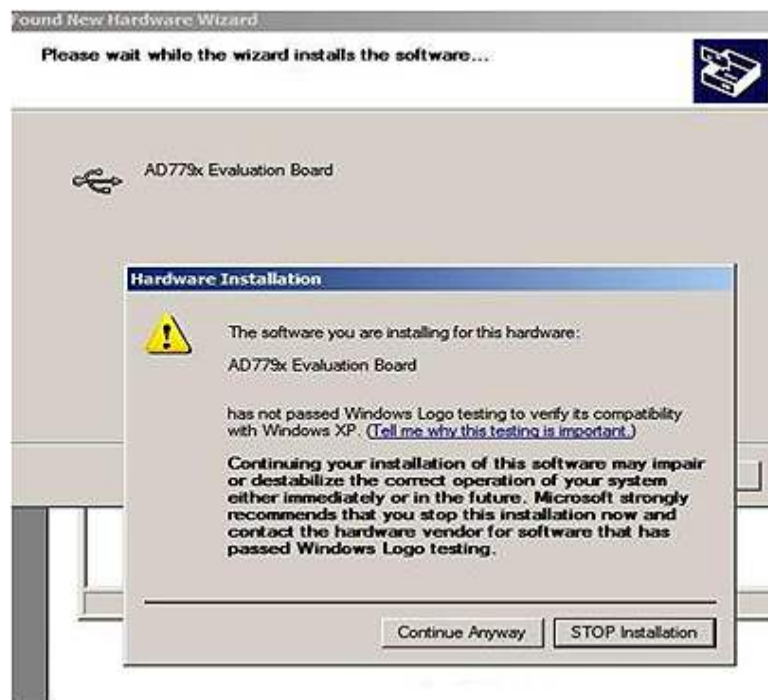 Found New Hardware Wizard
Please wait while the wizard installs the software...
AD779x Evaluation Board
Hardware Installation
The software you are installing for this hardware:
AD779x Evaluation Board
has not passed Windows Logo testing to verify its compatibility
with Windows XP. (Tell me why this testing is important.)
Continuing your installation of this software may impair
or destabilize the correct operation of your system
either immediately or in the future. Microsoft strongly
recommends that you stop this installation now and
contact the hardware vendor for software that has
passed Windows Logo testing.
Continue Anyway
STOP Installation